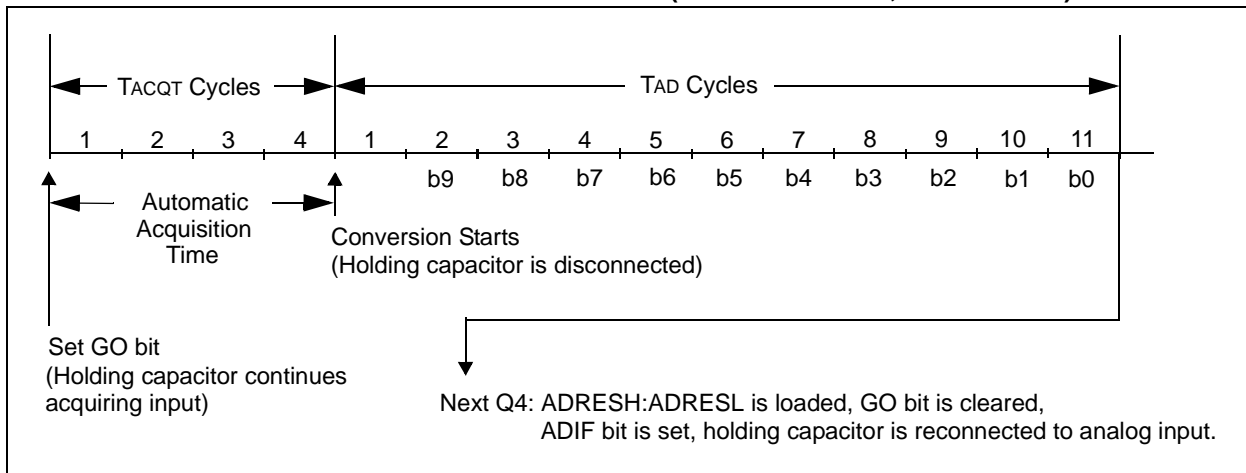 TACQT Cycles TAD Cycles
1 2 3 4 1 2 3 4 5 6 7 8 9 10 11
b9 b8 b7 b6 b5 b4 b3 b2 b1 b0
Automatic
Acquisition
Time
Conversion Starts
(Holding capacitor is disconnected)
Set GO bit
(Holding capacitor continues
acquiring input)
Next Q4: ADRESH:ADRESL is loaded, GO bit is cleared,
ADIF bit is set, holding capacitor is reconnected to analog input.